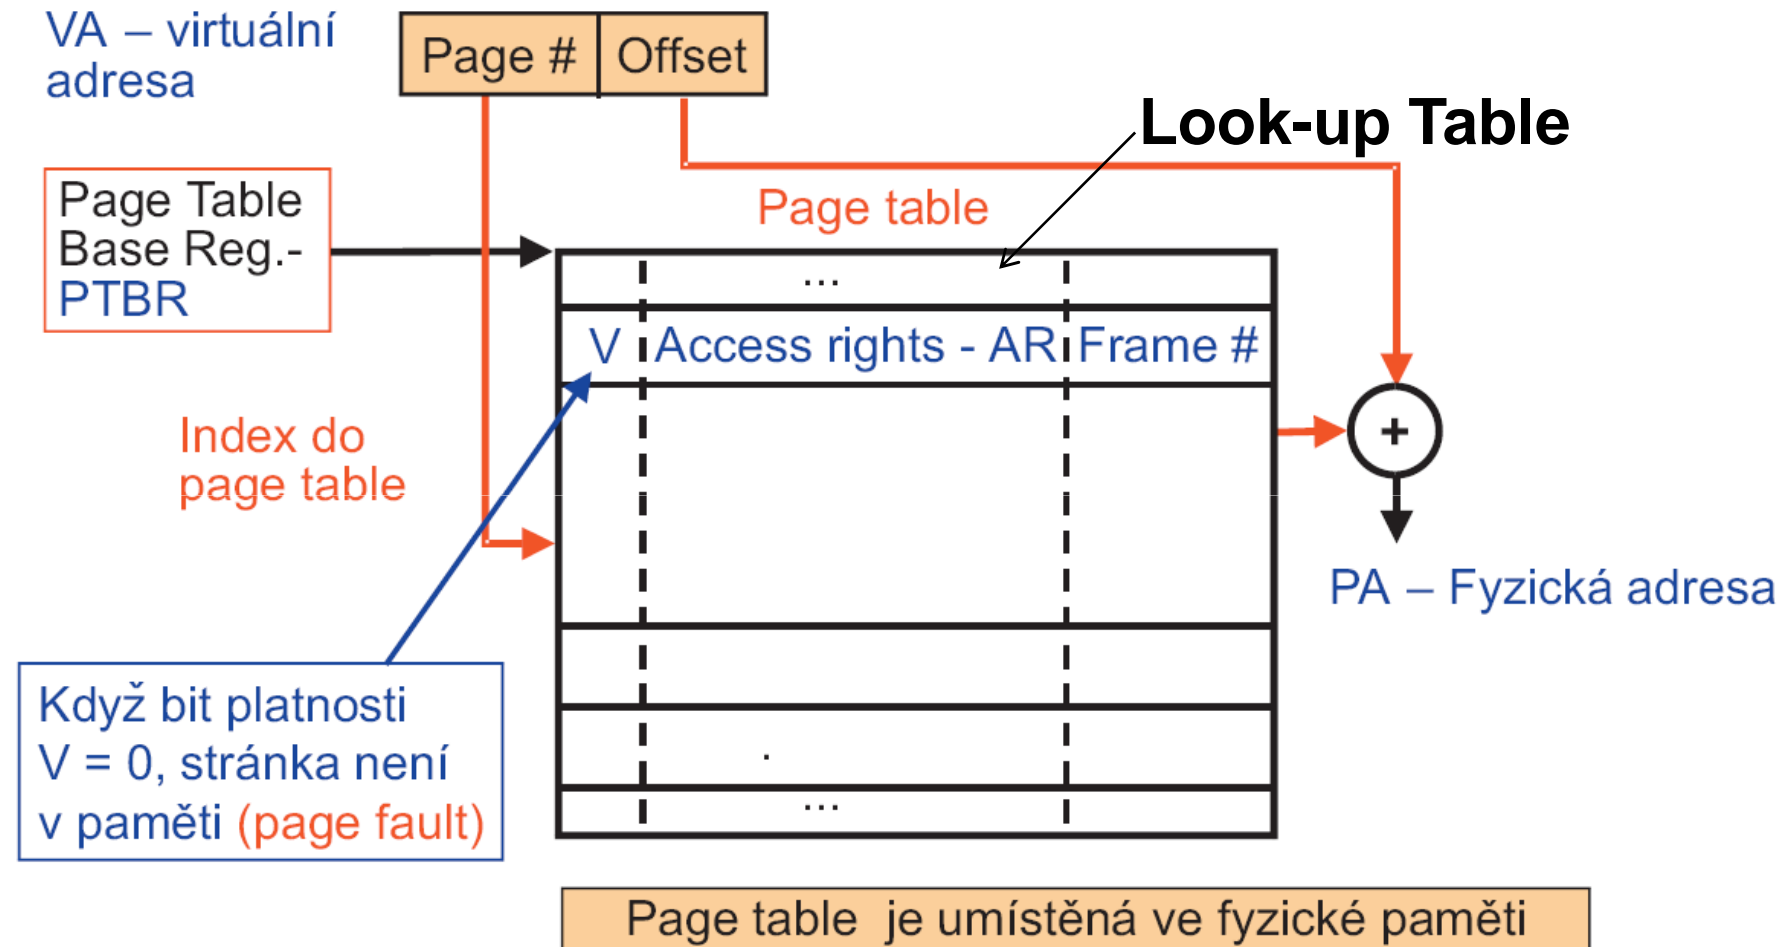 VA – virtuální
adresa
Page #
Offset
Look-up Table
Page Table
Base Reg.-
PTBR
Page table
...
V
Access rights - AR
Frame #
+
Index do
page table
PA – Fyzická adresa
Když bit platnosti
V = 0, stránka není
v paměti (page fault)
.
...
Page table je umístěná ve fyzické paměti